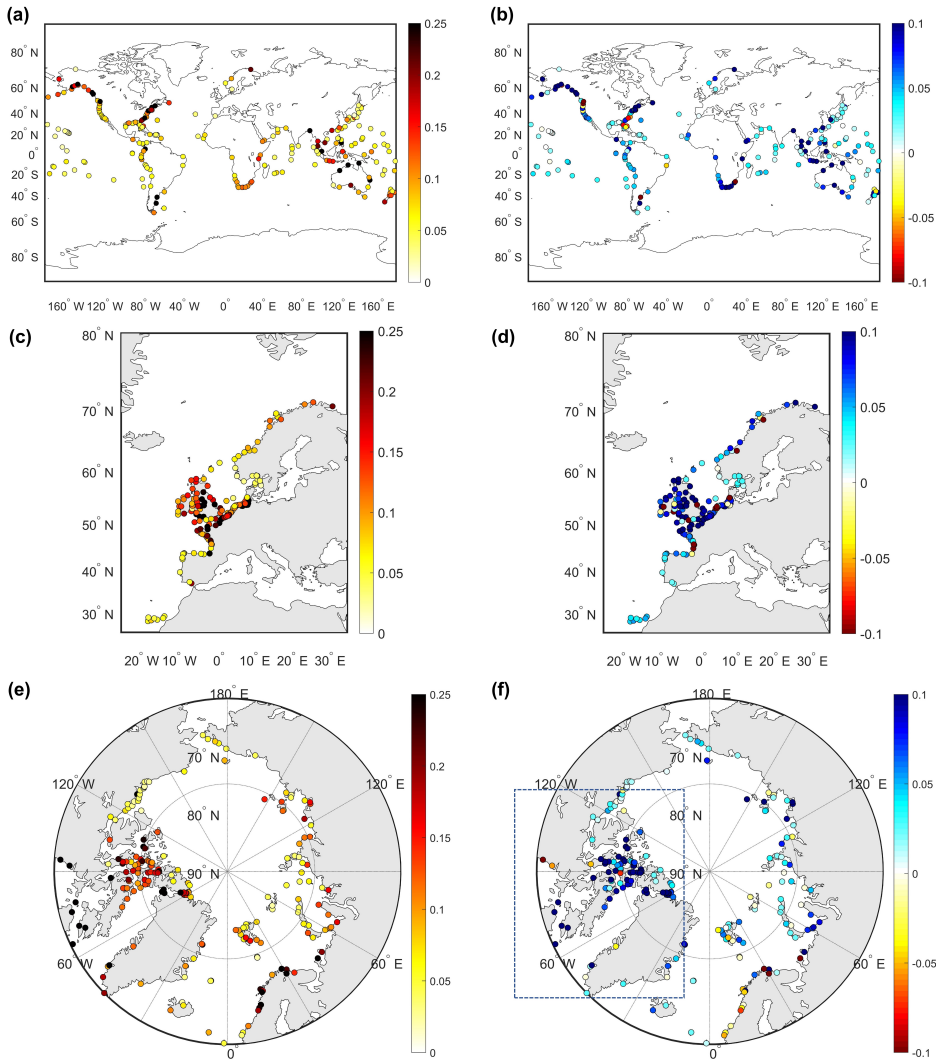 (a)
80° N
60° N
40° N
20° N
0°
20° S
40° S
60° S
80° S
160° W
120° W
80° W
40° W
0°
40° E
80° E
120° E
160° E
0.25
0.2
0.15
0.1
0.05
0
(b)
80° N
60° N
40° N
20° N
0°
20° S
40° S
60° S
80° S
160° W
120° W
80° W
40° W
0°
40° E
80° E
120° E
160° E
0.1
0.05
0
-0.05
-0.1
(c)
80° N
70° N
60° N
50° N
40° N
30° N
20° W
10° W
0°
10° E
20° E
30° E
0.25
0.2
0.15
0.1
0.05
0
(d)
80° N
70° N
60° N
50° N
40° N
30° N
20° W
10° W
0°
10° E
20° E
30° E
0.1
0.05
0
-0.05
-0.1
(e)
180° E
120° W
120° E
70° N
80° N
90° N
60° W
60° E
0°
0.25
0.2
0.15
0.1
0.05
0
(f)
180° E
120° W
120° E
70° N
80° N
90° N
60° W
60° E
0°
0.1
0.05
0
-0.05
-0.1